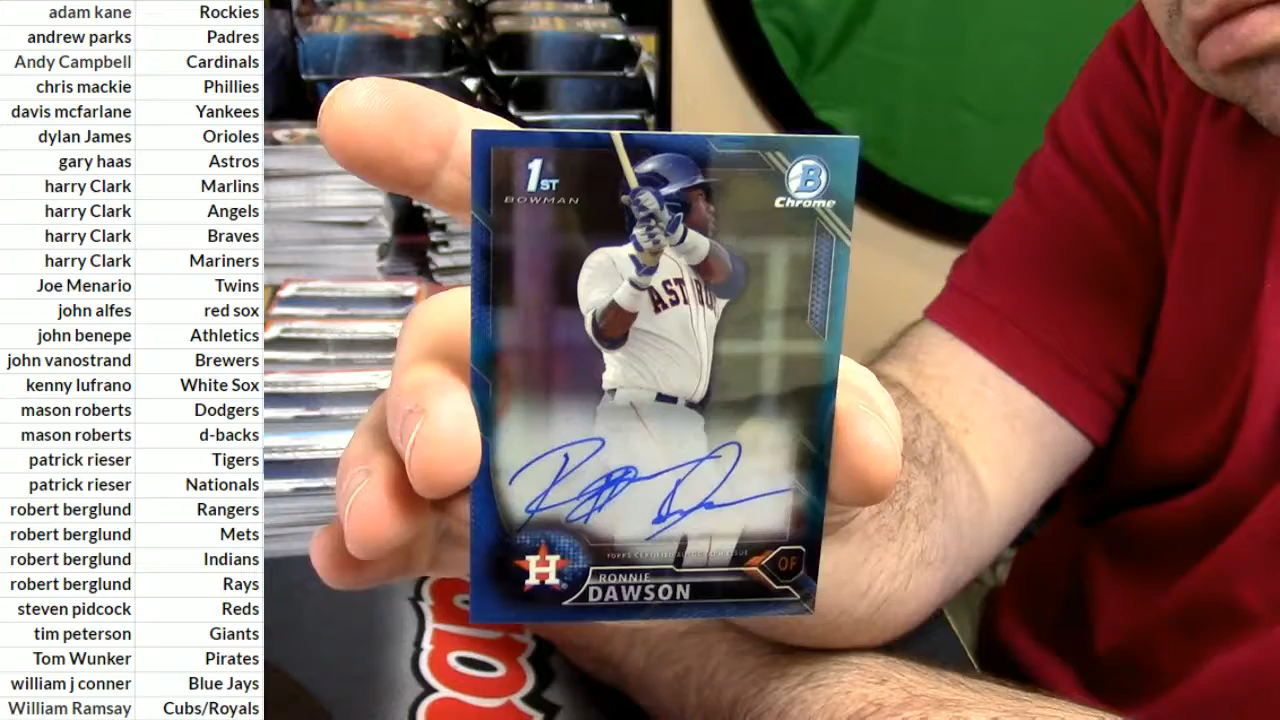 adam kane Rockies
andrew parks Padres
Andy Campbell Cardinals
chris mackie Phillies
davis mcfarlane Yankees
dylan James Orioles
gary haas Astros
harry Clark Marlins
harry Clark Angels
harry Clark Braves
harry Clark Mariners
Joe Menario Twins
john alfes red sox
john benepe Athletics
john vanostrand Brewers
kenny lufrano White Sox
mason roberts Dodgers
mason roberts d-backs
patrick rieser Tigers
patrick rieser Nationals
robert berglund Rangers
robert berglund Mets
robert berglund Indians
robert berglund Rays
steven pidcock Reds
tim peterson Giants
Tom Wunker Pirates
william j conner Blue Jays
William Ramsay Cubs/Royals
1ST
BOWMAN
B
Chrome
TOPPS CERTIFIED AUTOGRAPH ISSUE
H
OF
RONNIE
DAWSON